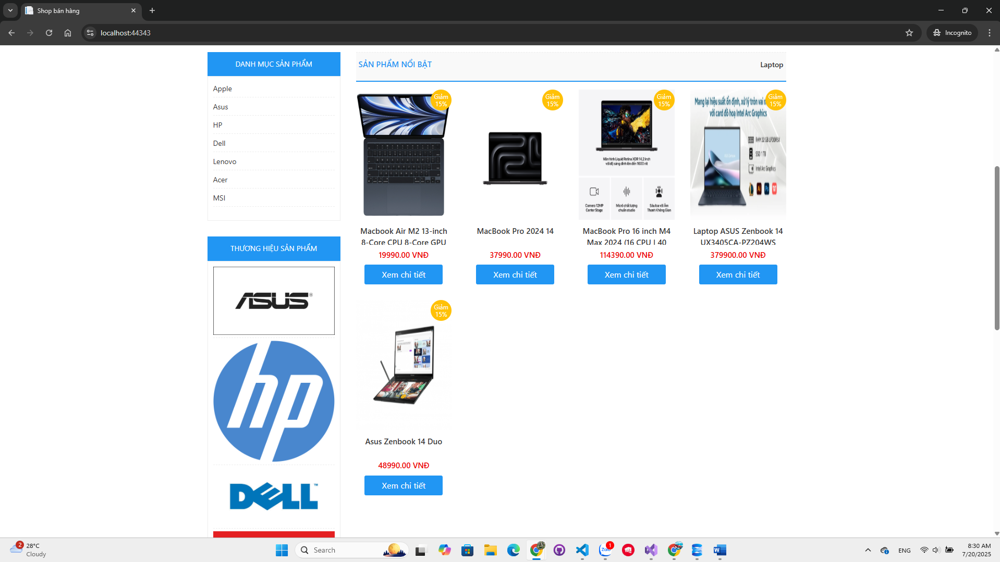 Shop bán hàng
localhost:44343
Incognito
DANH MỤC SẢN PHẨM
Apple
Asus
HP
Dell
Lenovo
Acer
MSI
THƯƠNG HIỆU SẢN PHẨM
ASUS
hp
DELL
SẢN PHẨM NỔI BẬT
Laptop
Giảm
15%
Macbook Air M2 13-inch
8-Core CPU 8-Core GPU
19990.00 VNĐ
Xem chi tiết
Giảm
15%
MacBook Pro 2024 14
37990.00 VNĐ
Xem chi tiết
Giảm
15%
Màn hình Liquid Retina XDR 14,2 inch
với độ sáng đỉnh lên đến 1600 nit
Camera 12MP
Center Stage
Micrô chất lượng
chuẩn studio
Sáu loa với Âm
Thanh Không Gian
MacBook Pro 16 inch M4
Max 2024 (16 CPU | 40
114390.00 VNĐ
Xem chi tiết
Giảm
15%
Mang lại hiệu suất ổn định, xử lý trơn vai
với card đồ hoạ Intel Arc Graphics
RAM 32 GB LPDDR5X
SSD 1 TB
Intel Arc Graphics
Laptop ASUS Zenbook 14
UX3405CA-PZ204WS
379900.00 VNĐ
Xem chi tiết
Giảm
15%
Asus Zenbook 14 Duo
48990.00 VNĐ
Xem chi tiết
2
28°C
Cloudy
Search
Zalo
1
ENG
8:30 AM
7/20/2025